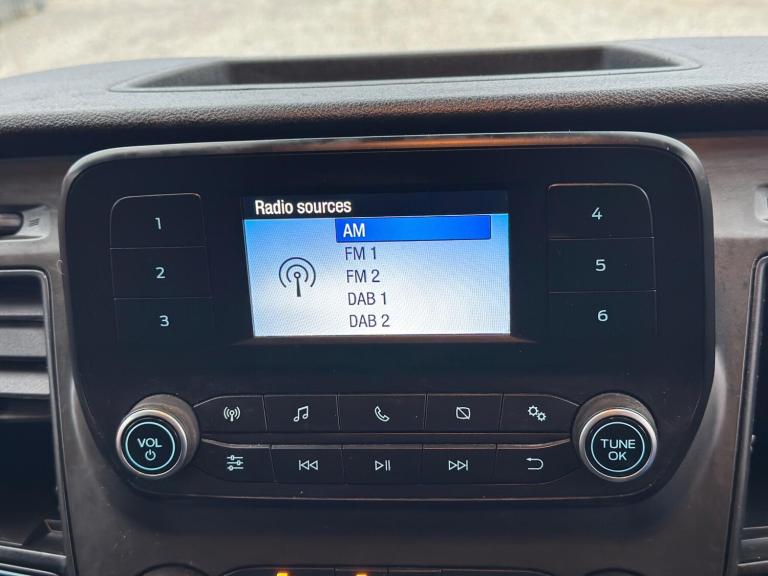 Radio sources
AM
FM 1
FM 2
DAB 1
DAB 2
1
2
3
4
5
6
VOL
TUNE
OK